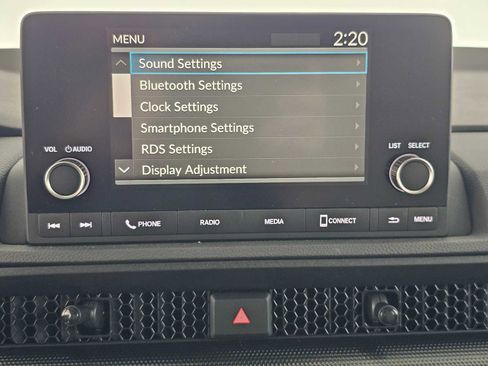 MENU 2:20
Sound Settings
Bluetooth Settings
Clock Settings
Smartphone Settings
RDS Settings
Display Adjustment
VOL AUDIO
LIST SELECT
PHONE RADIO MEDIA CONNECT MENU